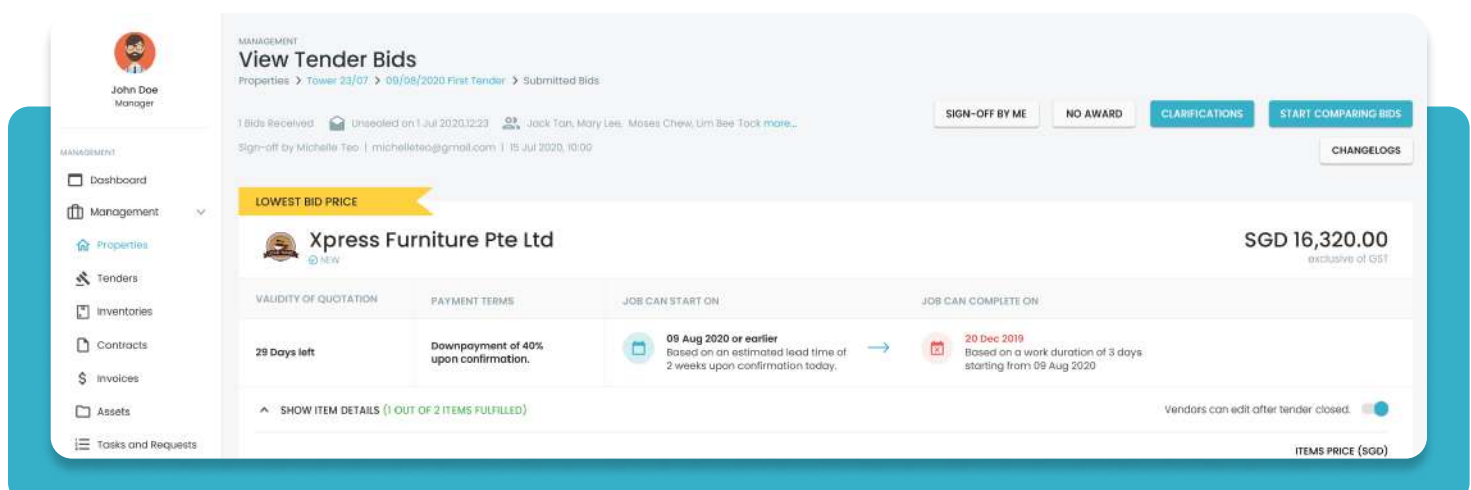 John Doe
Manager
MANAGEMENT
Dashboard
Management
Properties
Tenders
Inventories
Contracts
Invoices
Assets
Tasks and Requests
MANAGEMENT
View Tender Bids
Properties > Tower 23/07 > 09/08/2020 First Tender > Submitted Bids
1 Bids Received Unsealed on 1 Jul 2020,12:23 Jack Tan, Mary Lee, Moses Chew, Lim Bee Tock more...
Sign-off by Michelle Teo | michelleteo@gmail.com | 15 Jul 2020, 10:00
SIGN-OFF BY ME NO AWARD CLARIFICATIONS START COMPARING BIDS
CHANGELOGS
LOWEST BID PRICE
Xpress Furniture Pte Ltd SGD 16,320.00
NEW exclusive of GST
VALIDITY OF QUOTATION PAYMENT TERMS JOB CAN START ON JOB CAN COMPLETE ON
29 Days left
Downpayment of 40%
upon confirmation.
09 Aug 2020 or earlier
Based on an estimated lead time of
2 weeks upon confirmation today.
20 Dec 2019
Based on a work duration of 3 days
starting from 09 Aug 2020
SHOW ITEM DETAILS (1 OUT OF 2 ITEMS FULFILLED) Vendors can edit after tender closed.
ITEMS PRICE (SGD)